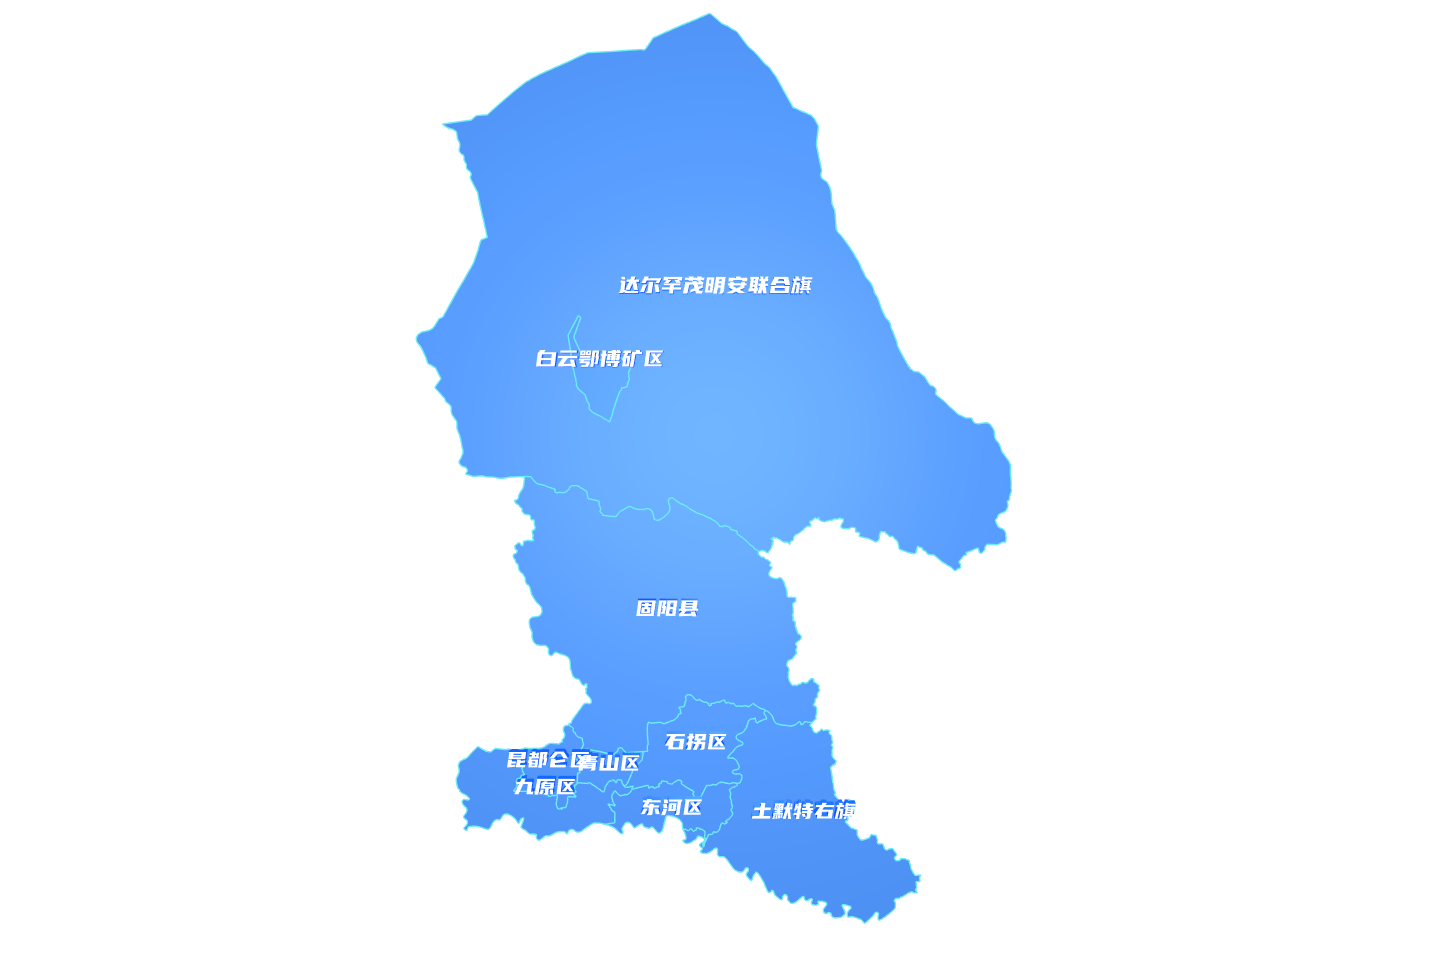 达尔罕茂明安联合旗
白云鄂博矿区
固阳县
石拐区
昆都仑区
青山区
九原区
东河区
土默特右旗